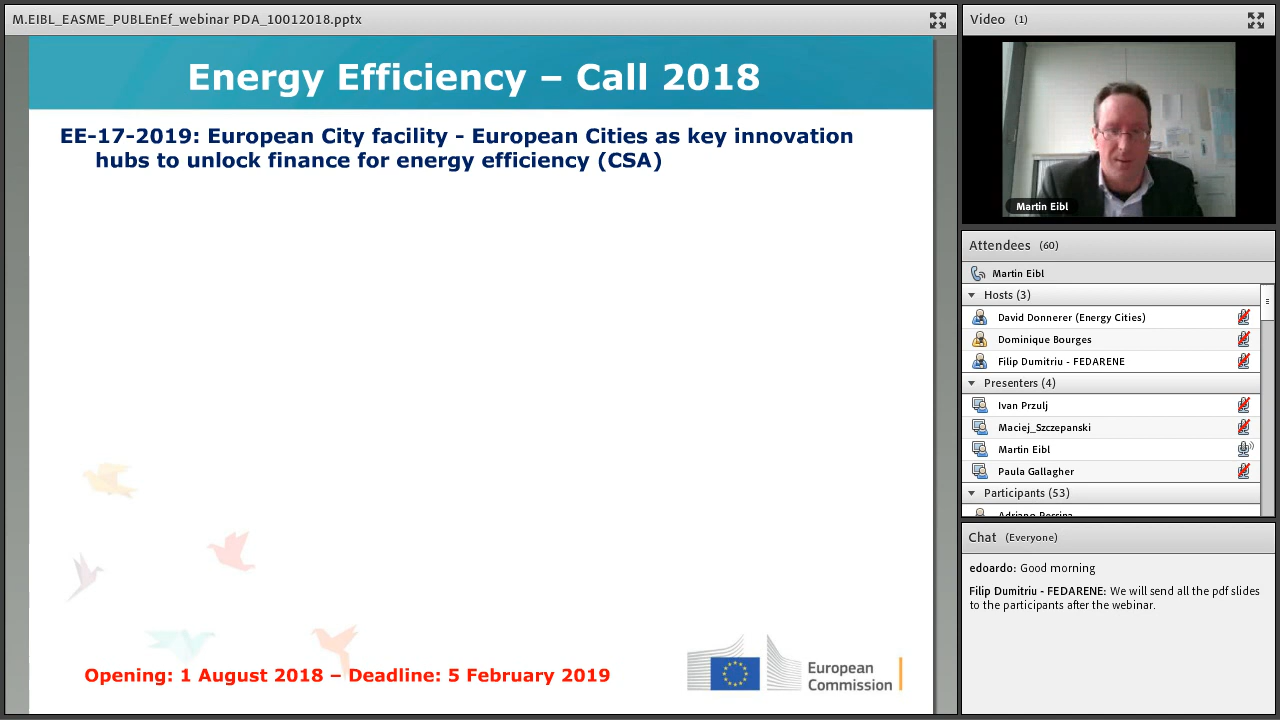 M.EIBL_EASME_PUBLEnEf_webinar PDA_10012018.pptx
Energy Efficiency – Call 2018
EE-17-2019: European City facility - European Cities as key innovation
hubs to unlock finance for energy efficiency (CSA)
Opening: 1 August 2018 – Deadline: 5 February 2019
European
Commission
Video (1)
Martin Eibl
Attendees (60)
Martin Eibl
Hosts (3)
David Donnerer (Energy Cities)
Dominique Bourges
Filip Dumitriu - FEDARENE
Presenters (4)
Ivan Przulj
Maciej_Szczepanski
Martin Eibl
Paula Gallagher
Participants (53)
Chat (Everyone)
edoardo: Good morning
Filip Dumitriu - FEDARENE: We will send all the pdf slides
to the participants after the webinar.